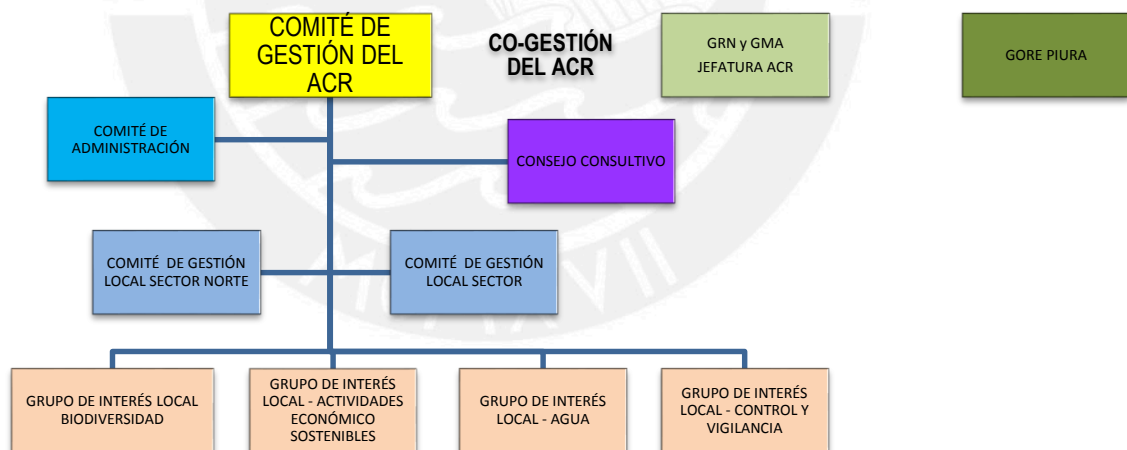 COMITÉ DE
GESTIÓN DEL
ACR
CO-GESTIÓN
DEL ACR
GRN y GMA
JEFATURA ACR
GORE PIURA
COMITÉ DE
ADMINISTRACIÓN
CONSEJO CONSULTIVO
COMITÉ DE GESTIÓN
LOCAL SECTOR NORTE
COMITÉ DE GESTIÓN
LOCAL SECTOR
GRUPO DE INTERÉS LOCAL
BIODIVERSIDAD
GRUPO DE INTERÉS
LOCAL - ACTIVIDADES
ECONÓMICO
SOSTENIBLES
GRUPO DE INTERÉS
LOCAL - AGUA
GRUPO DE INTERÉS
LOCAL - CONTROL Y
VIGILANCIA